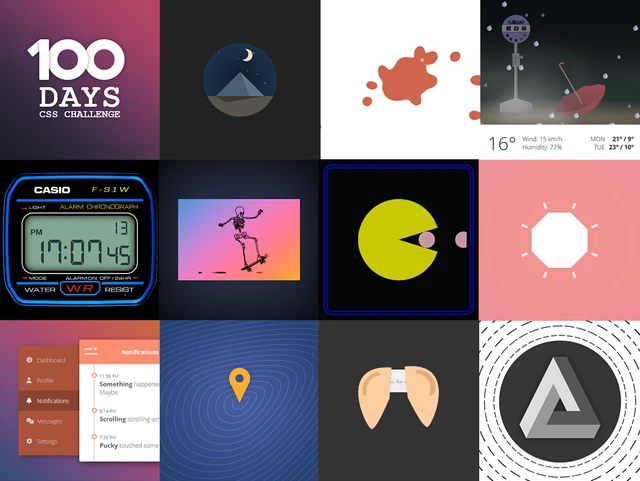 100
DAYS
CSS CHALLENGE
16°
Wind: 15 km/h
Humidity: 72%
MON 21° / 9°
TUE 23° / 10°
CASIO F-91W
LIGHT ALARM CHRONOGRAPH
PM 13
17:07 45
MODE ALARM ON OFF / 24HR
WATER WR RESIST
Dashboard
Profile
Notifications
Messages
Settings
Notifications
11:38 PM
Something happene
Maybe.
8:14 PM
Scrolling scrolling scr
7:36 PM
Pucky touched some